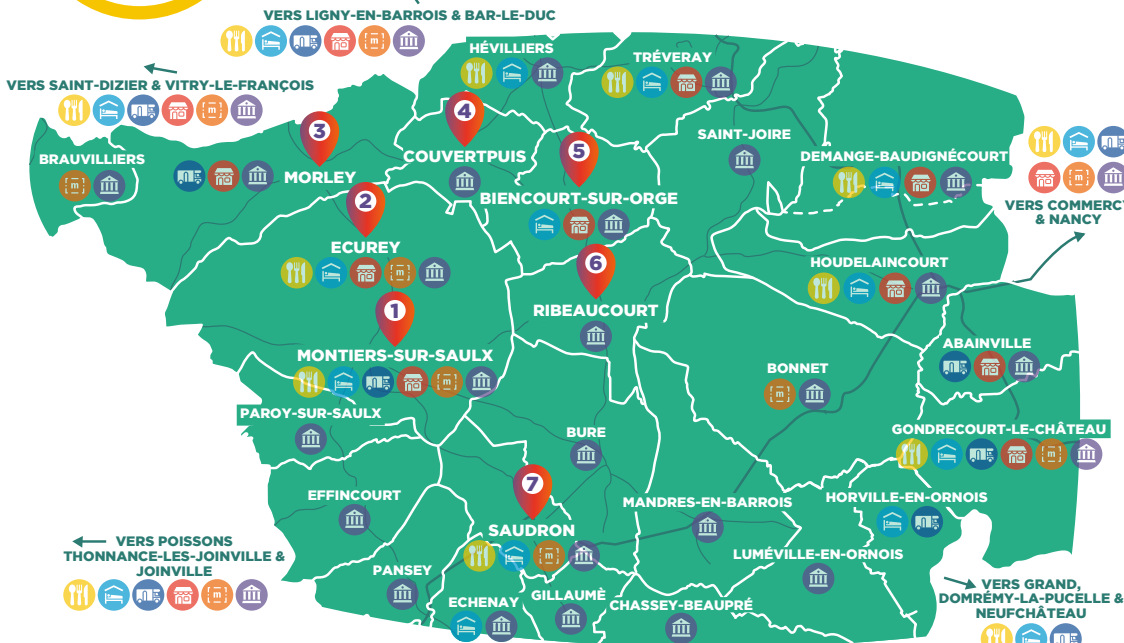 VERS LIGNY-EN-BARROIS & BAR-LE-DUC
HÉVILLIERS
TRÉVERAY
VERS SAINT-DIZIER & VITRY-LE-FRANÇOIS
3
4
5
SAINT-JOIRE
BRAUVILLIERS
m
MORLEY
COUVERTPUIS
DEMANGE-BAUDIGNÉCOURT
m
VERS COMMERCY
& NANCY
2
BIENCOURT-SUR-ORGE
ECUREY
m
6
HOUDELAINCOURT
1
RIBEAUCOURT
MONTIERS-SUR-SAULX
m
ABAINVILLE
BONNET
m
PAROY-SUR-SAULX
BURE
GONDRECOURT-LE-CHÂTEAU
m
7
EFFINCOURT
MANDRES-EN-BARROIS
HORVILLE-EN-ORNOIS
SAUDRON
m
VERS POISSONS
THONNANCE-LES-JOINVILLE &
JOINVILLE
m
LUMÉVILLE-EN-ORNOIS
PANSEY
ECHENAY
GILLAUMÈ
CHASSEY-BEAUPRÉ
VERS GRAND,
DOMRÉMY-LA-PUCELLE &
NEUFCHÂTEAU